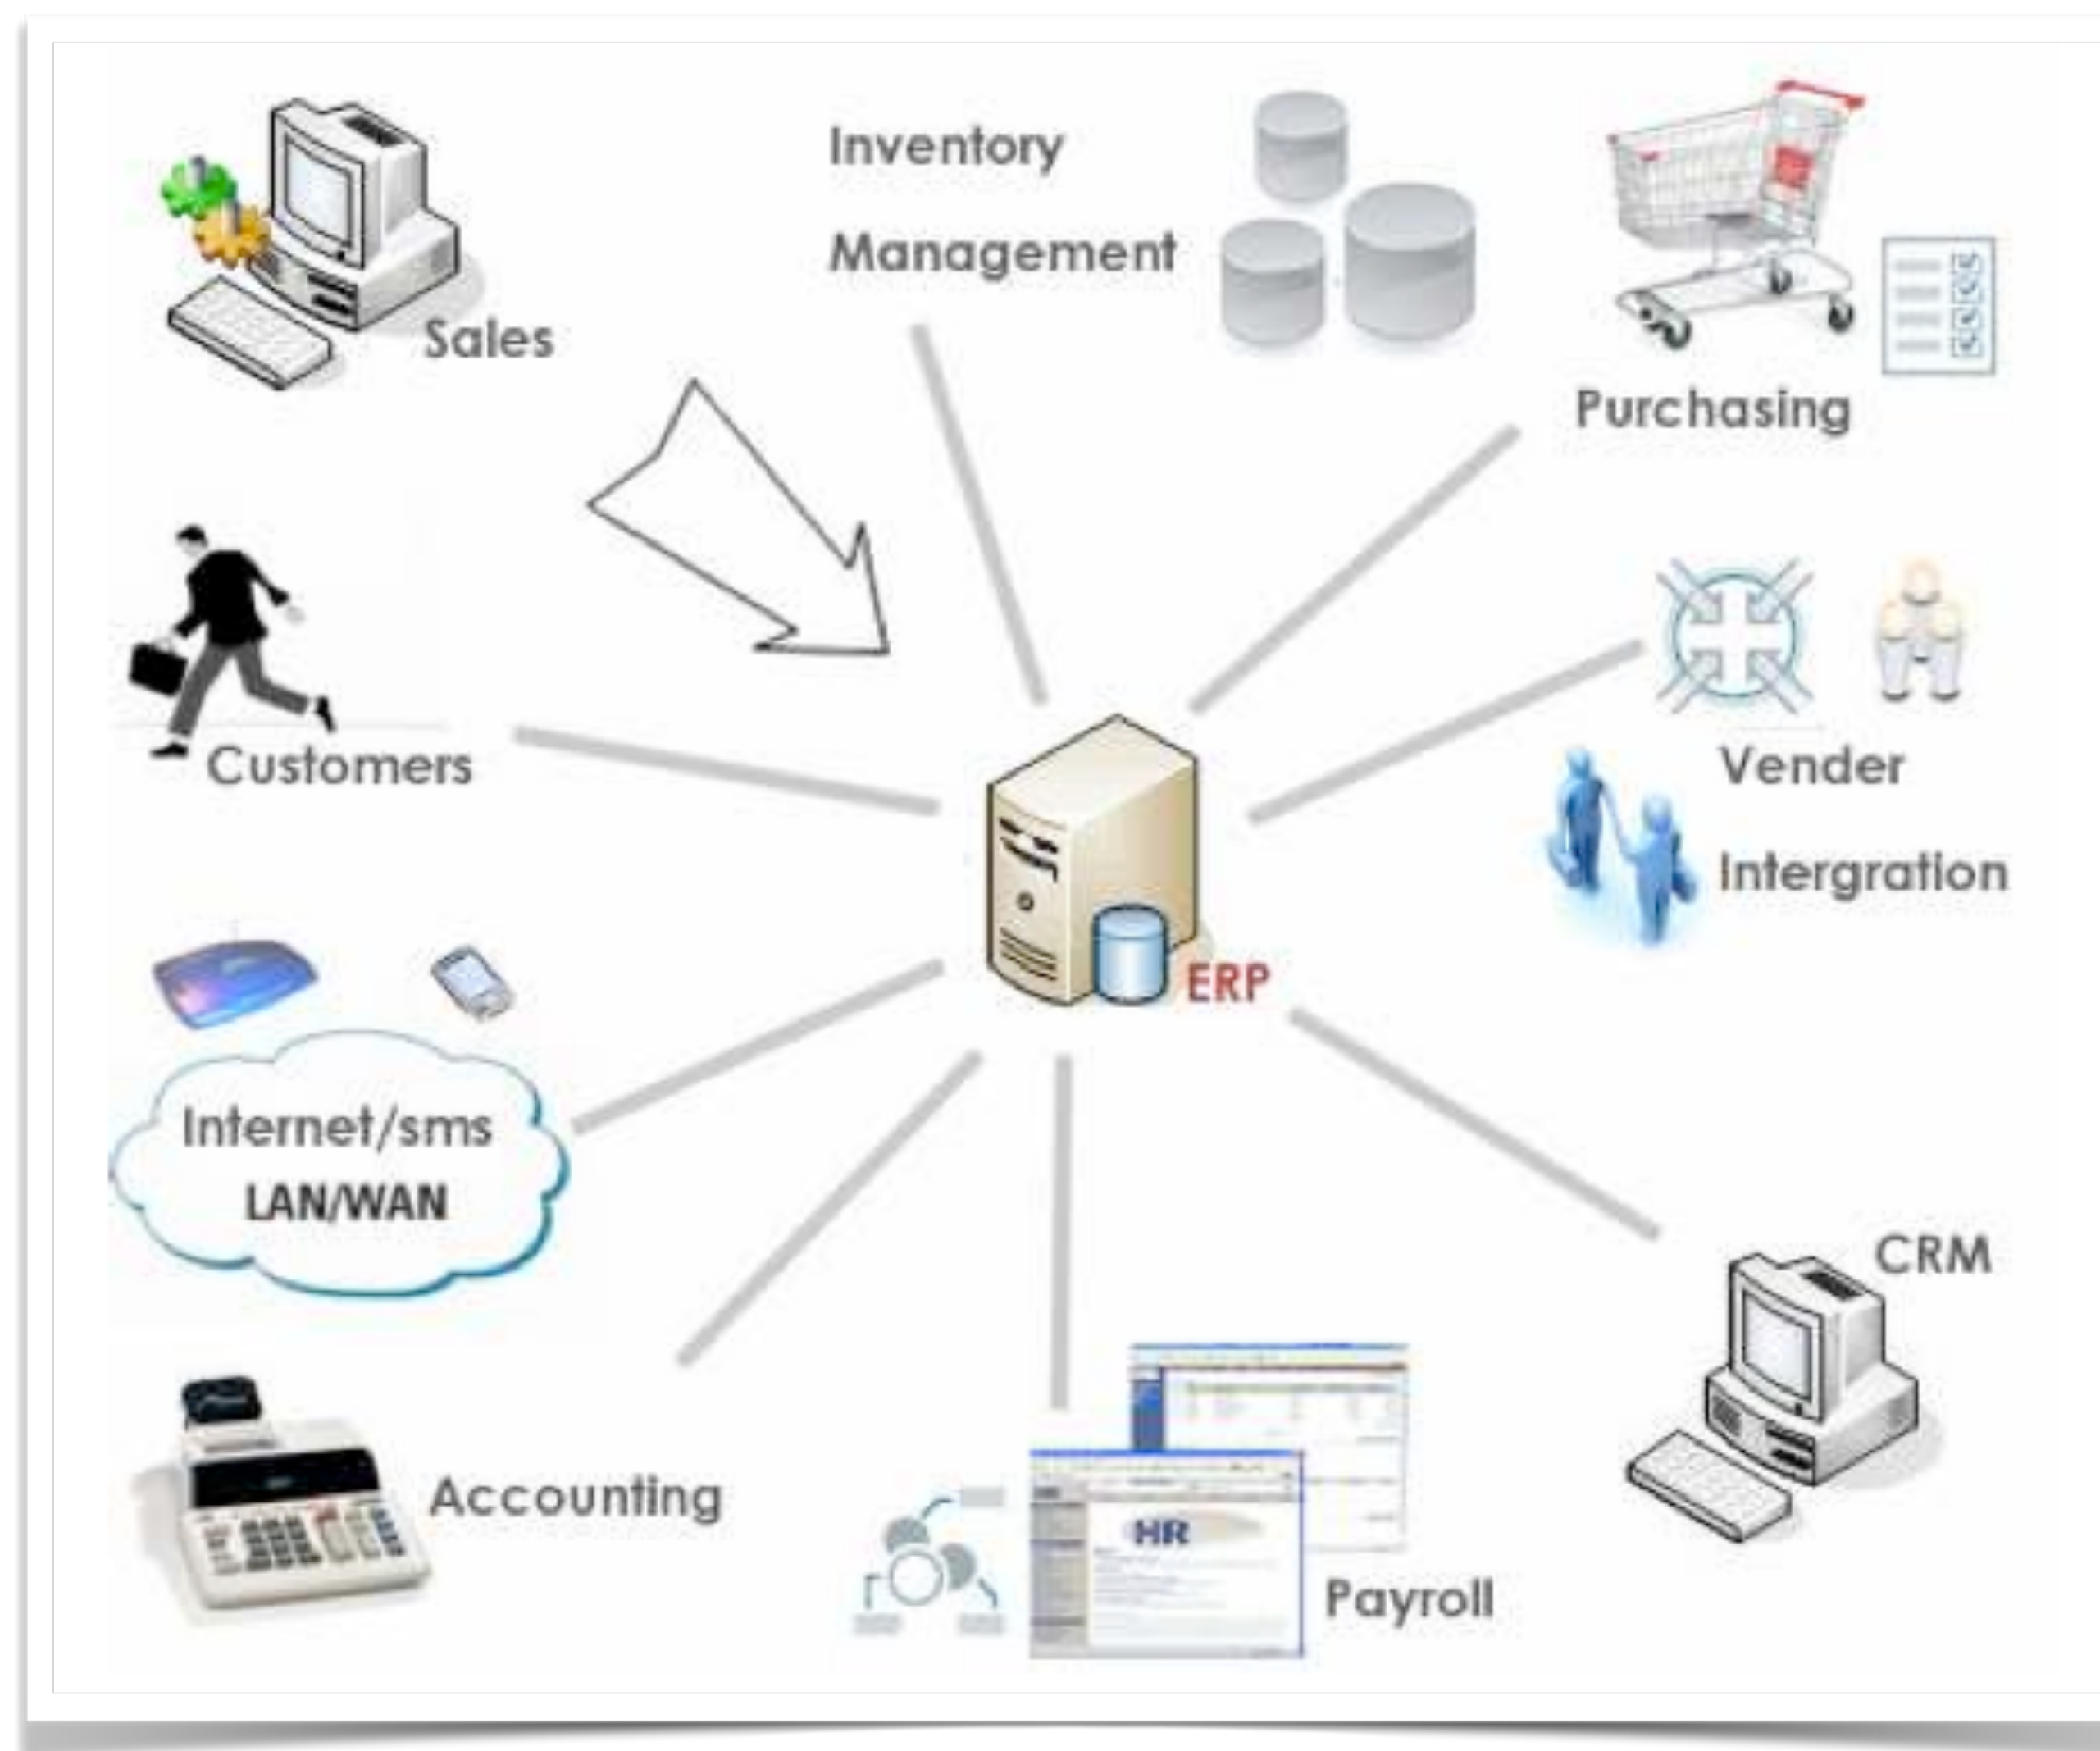 Inventory
Management
Sales
Purchasing
Customers
Vender
Intergration
ERP
Internet/sms
LAN/WAN
CRM
Accounting
HR
Payroll